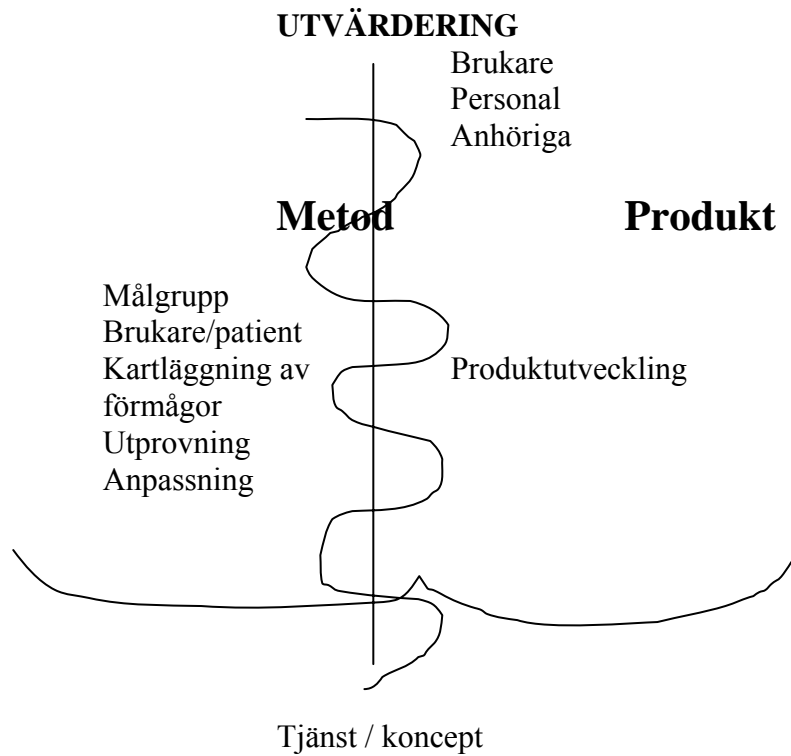 UTVÄRDERING
Brukare
Personal
Anhöriga
Metod
Produkt
Målgrupp
Brukare/patient
Kartläggning av
förmågor
Utprovning
Anpassning
Produktutveckling
Tjänst / koncept